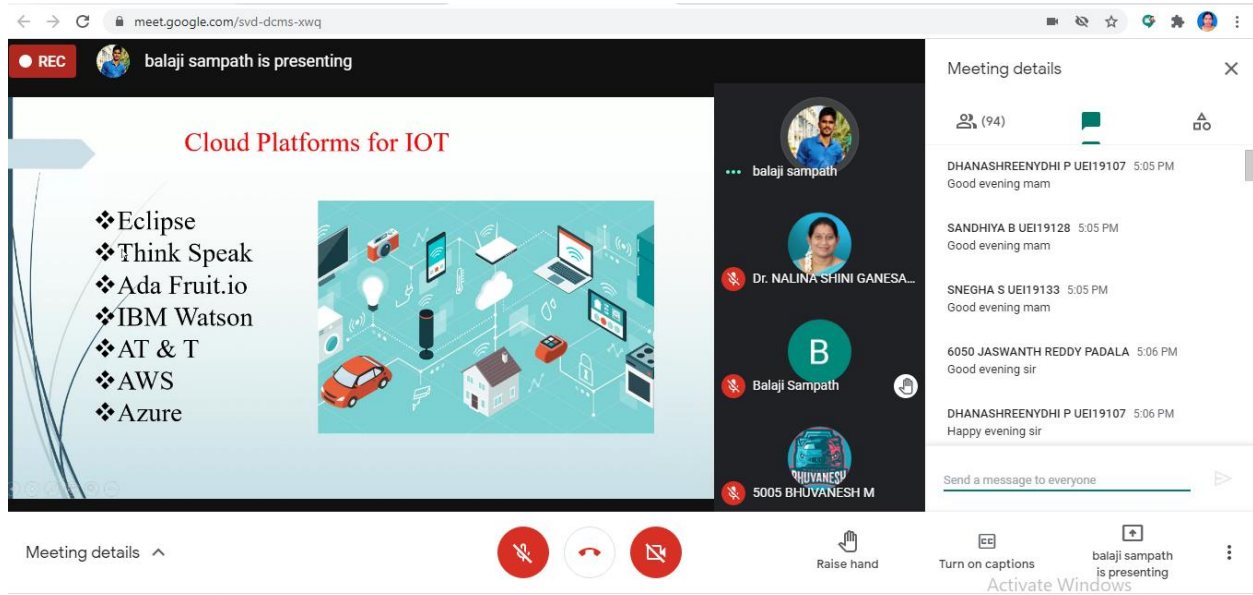 meet.google.com/svd-dcms-xwq
REC
balaji sampath is presenting
Cloud Platforms for IOT
❖Eclipse
❖Think Speak
❖Ada Fruit.io
❖IBM Watson
❖AT & T
❖AWS
❖Azure
balaji sampath
Dr. NALINA SHINI GANESA...
B
Balaji Sampath
BHUVANESH
5005 BHUVANESH M
Meeting details
(94)
DHANASHREENYDHI P UEI19107 5:05 PM
Good evening mam
SANDHIYA B UEI19128 5:05 PM
Good evening mam
SNEGHA S UEI19133 5:05 PM
Good evening mam
6050 JASWANTH REDDY PADALA 5:06 PM
Good evening sir
DHANASHREENYDHI P UEI19107 5:06 PM
Happy evening sir
Send a message to everyone
Meeting details
Raise hand
CC
Turn on captions
balaji sampath
is presenting
Activate Windows